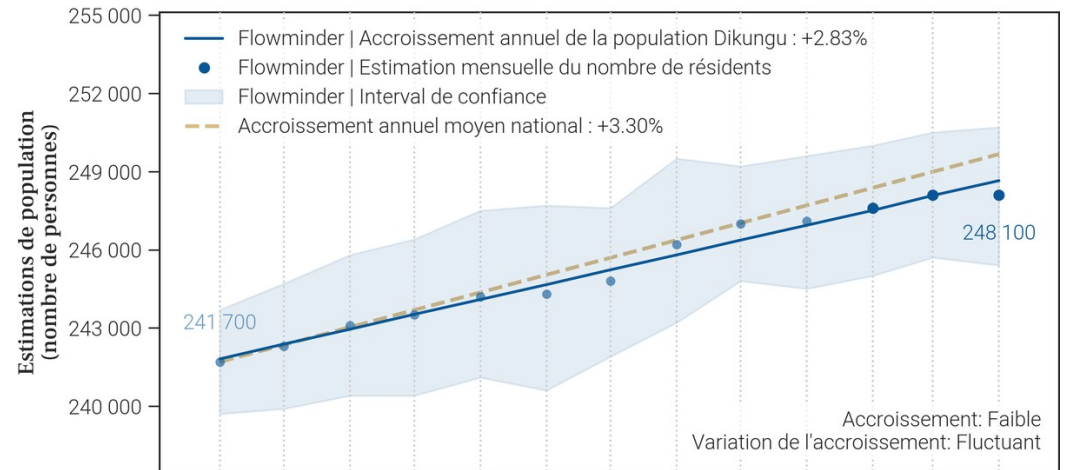 255 000
Flowminder | Accroissement annuel de la population Dikungu : +2.83%
Flowminder | Estimation mensuelle du nombre de résidents
252 000
Flowminder | Interval de confiance
Accroissement annuel moyen national : +3.30%
Estimations de population
(nombre de personnes)
249 000
246 000
248 100
243 000
241 700
240 000
Accroissement: Faible
Variation de l'accroissement: Fluctuant